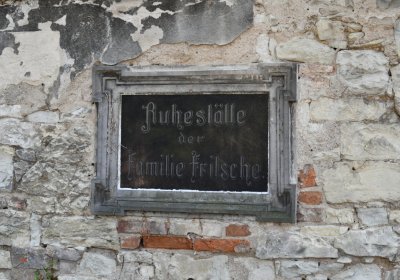 Ruhestätte
der
Familie Fritsche.